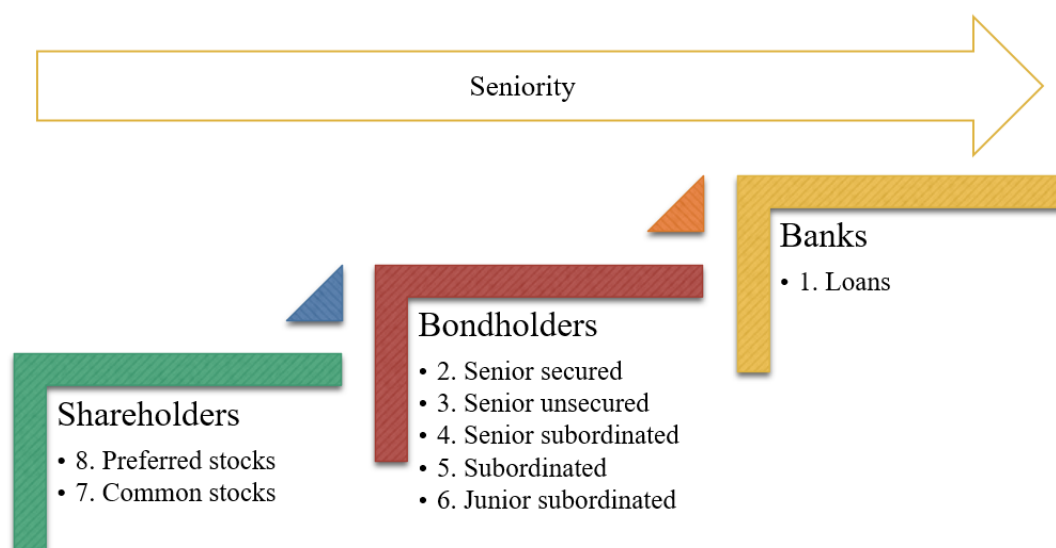 Seniority
Banks
• 1. Loans
Bondholders
• 2. Senior secured
• 3. Senior unsecured
• 4. Senior subordinated
• 5. Subordinated
• 6. Junior subordinated
Shareholders
• 8. Preferred stocks
• 7. Common stocks